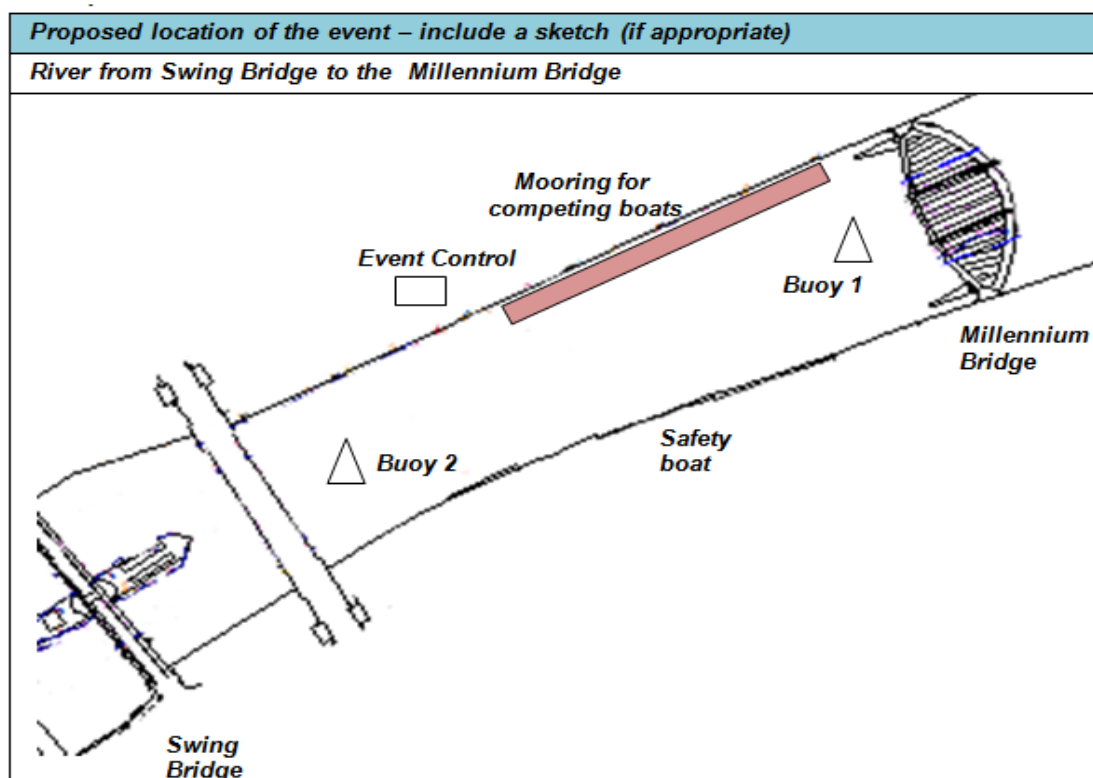 Proposed location of the event – include a sketch (if appropriate)
River from Swing Bridge to the Millennium Bridge
Mooring for
competing boats
Event Control
Buoy 1
Millennium
Bridge
Safety
boat
Buoy 2
Swing
Bridge